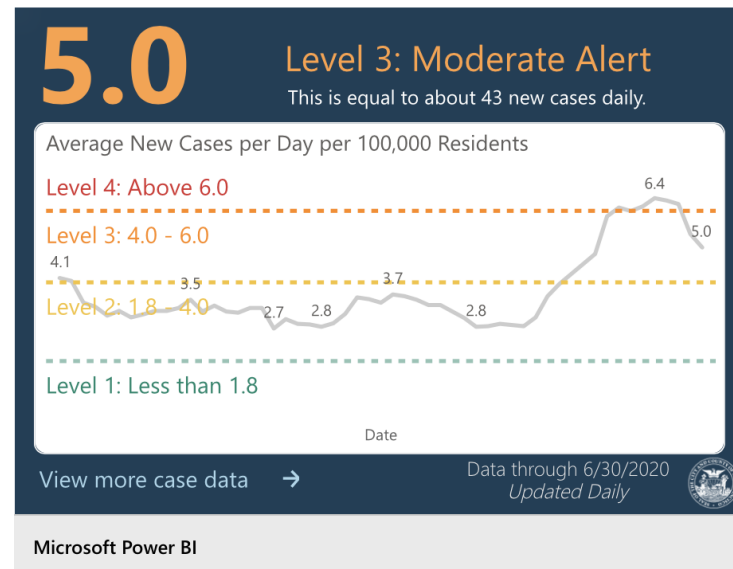 5.0
Level 3: Moderate Alert
This is equal to about 43 new cases daily.
Average New Cases per Day per 100,000 Residents
Level 4: Above 6.0
6.4
Level 3: 4.0 - 6.0
5.0
4.1
3.5
3.7
Level 2: 1.8 - 4.0
2.7
2.8
2.8
Level 1: Less than 1.8
Date
View more case data →
Data through 6/30/2020
Updated Daily
Microsoft Power BI